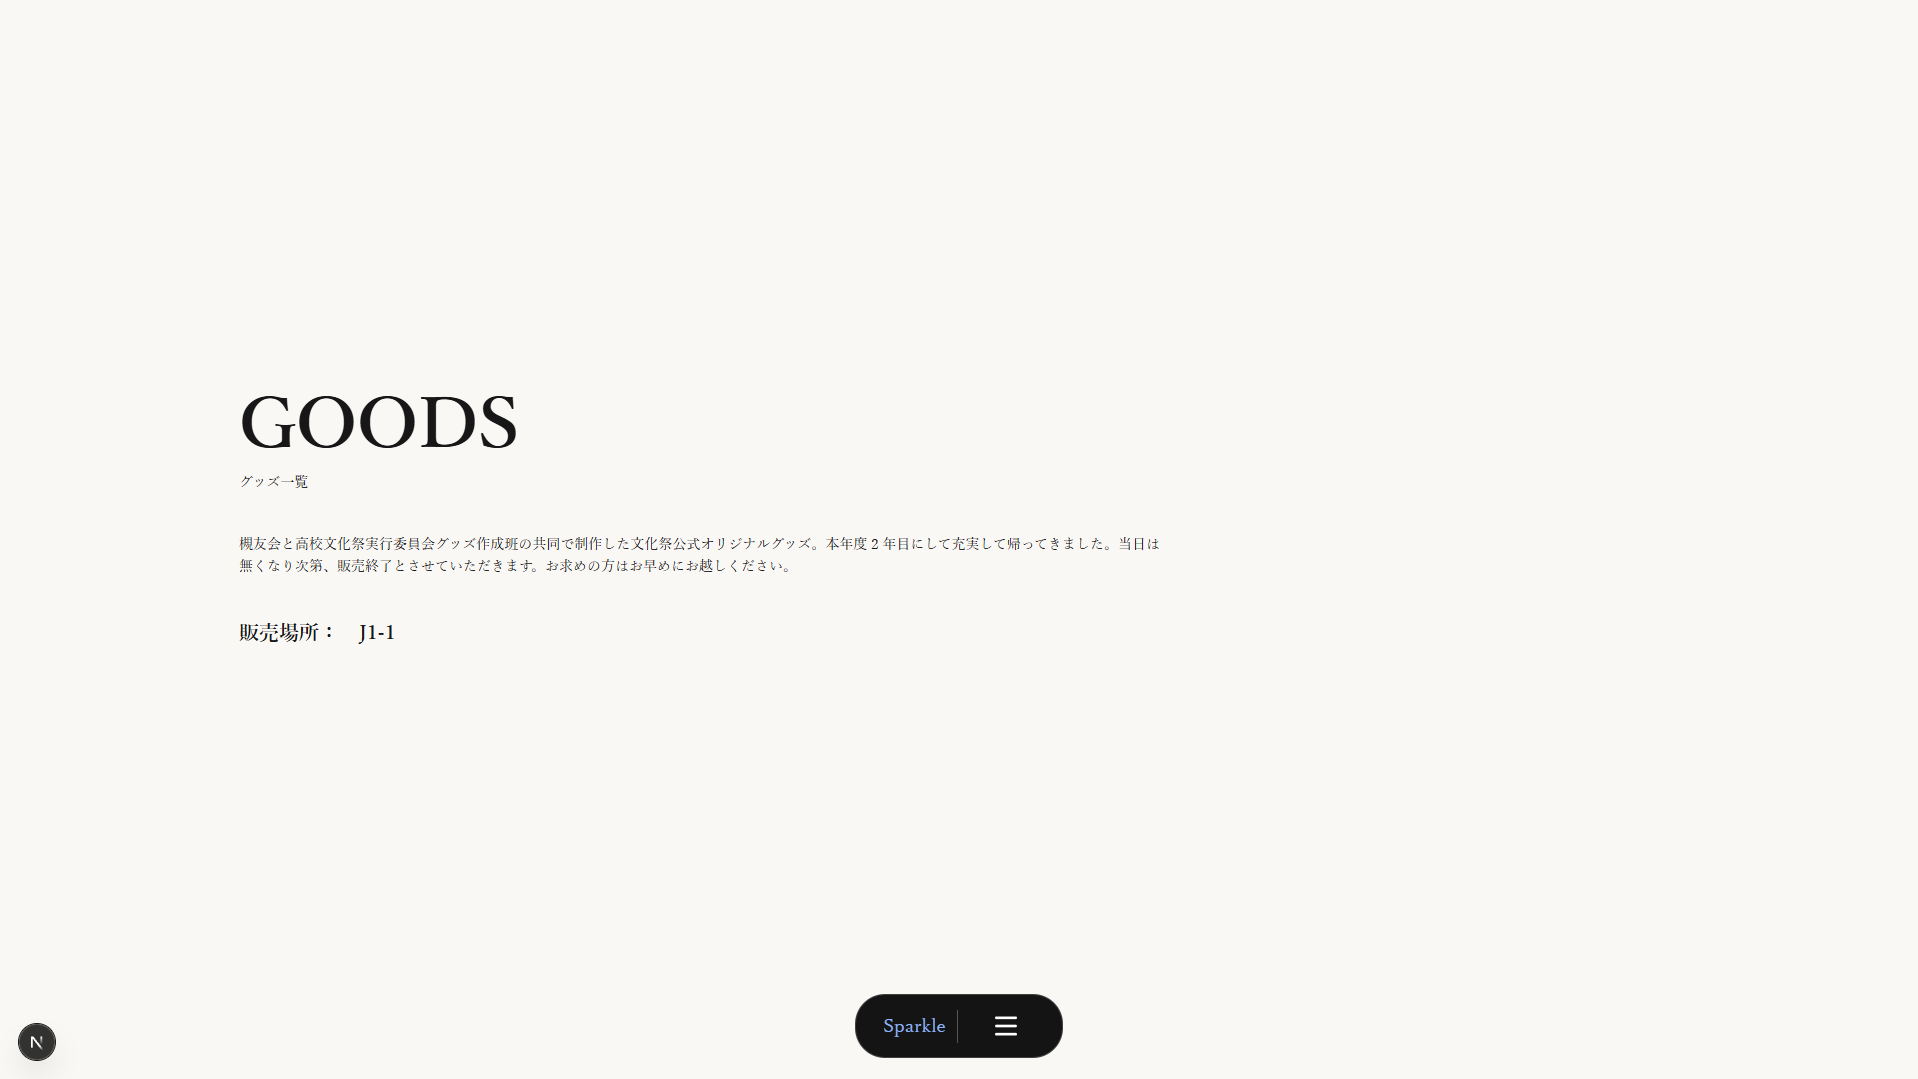 GOODS
グッズ一覧
槻友会と高校文化祭実行委員会グッズ作成班の共同で制作した文化祭公式オリジナルグッズ。本年度 2 年目にして充実して帰ってきました。当日は
無くなり次第、販売終了とさせていただきます。お求めの方はお早めにお越しください。
販売場所： J1-1
Sparkle
N